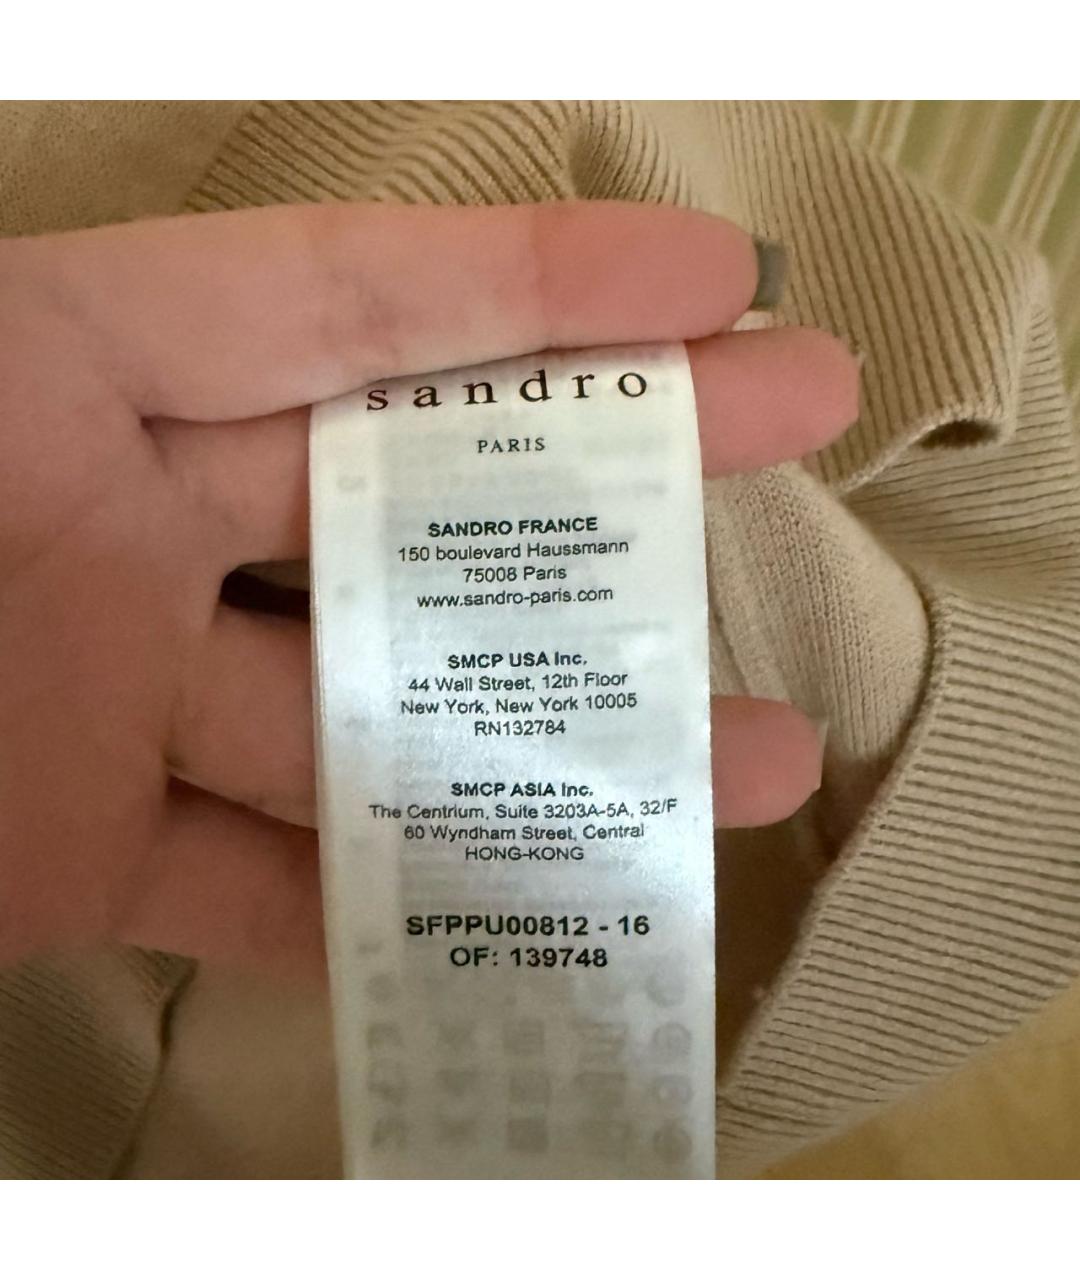 sandro
PARIS
SANDRO FRANCE
150 boulevard Haussmann
75008 Paris
www.sandro-paris.com
SMCP USA Inc.
44 Wall Street, 12th Floor
New York, New York 10005
RN132784
SMCP ASIA Inc.
The Centrium, Suite 3203A-5A, 32/F
60 Wyndham Street, Central
HONG-KONG
SFPPU00812 - 16
OF: 139748